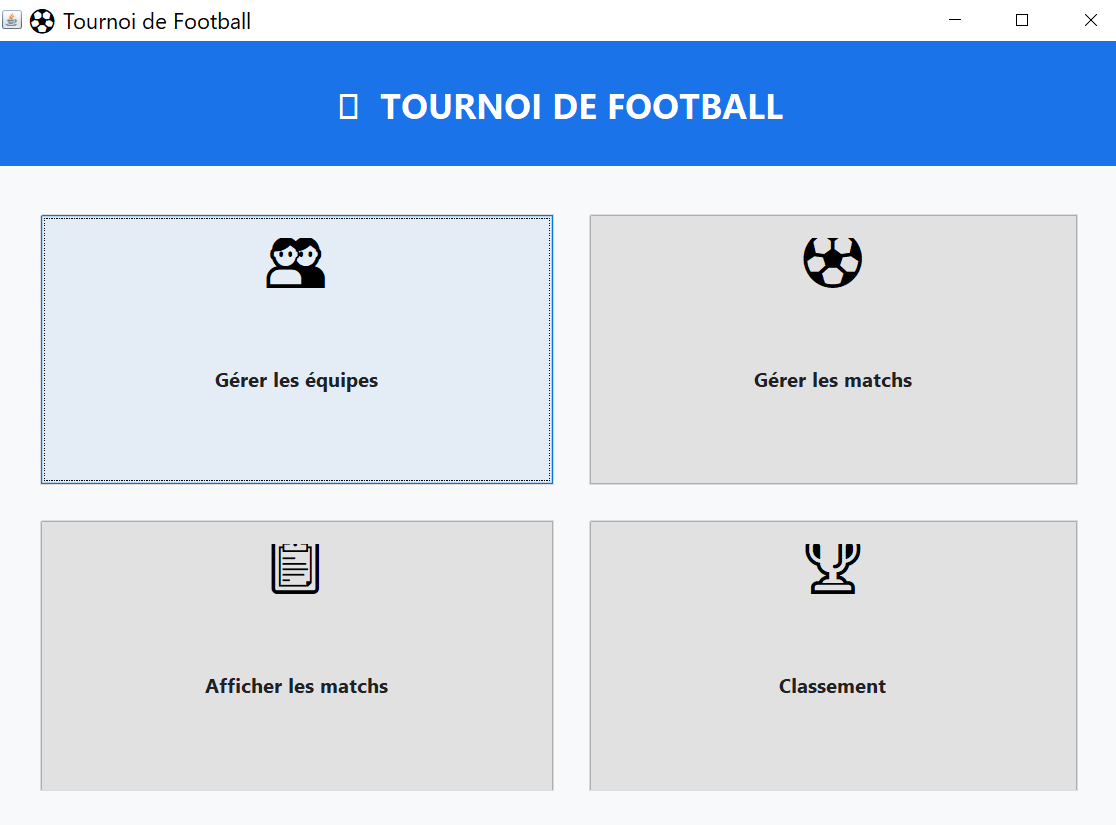 Tournoi de Football
TOURNOI DE FOOTBALL
Gérer les équipes
Gérer les matchs
Afficher les matchs
Classement